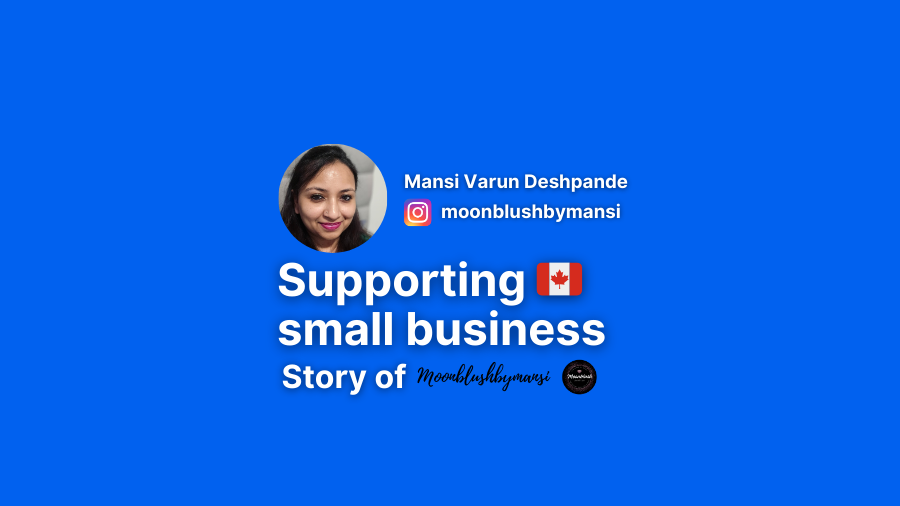 Mansi Varun Deshpande
moonblushbymansi
Supporting
small business
Story of Moonblushbymansi